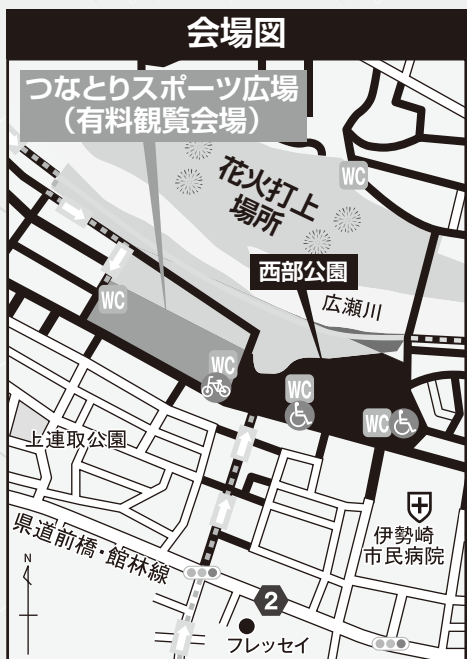 会場図
つなとりスポーツ広場
（有料観覧会場）
花火打上
場所
WC
西部公園
広瀬川
WC
WC
WC
WC
上連取公園
伊勢崎
市民病院
県道前橋・館林線
N
2
フレッセイ